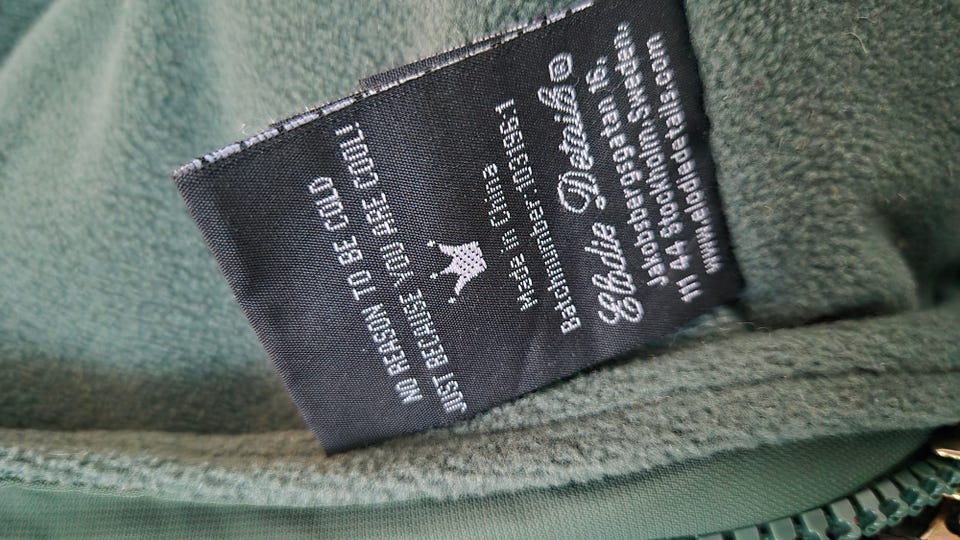 NO REASON TO BE COLD
JUST BECAUSE YOU ARE COOL!
Made in China
Batchnumber: 103196-1
Elodie Details®
Jakobsbergsgatan 16,
111 44 Stockholm Sweden
www.elodiedetails.com